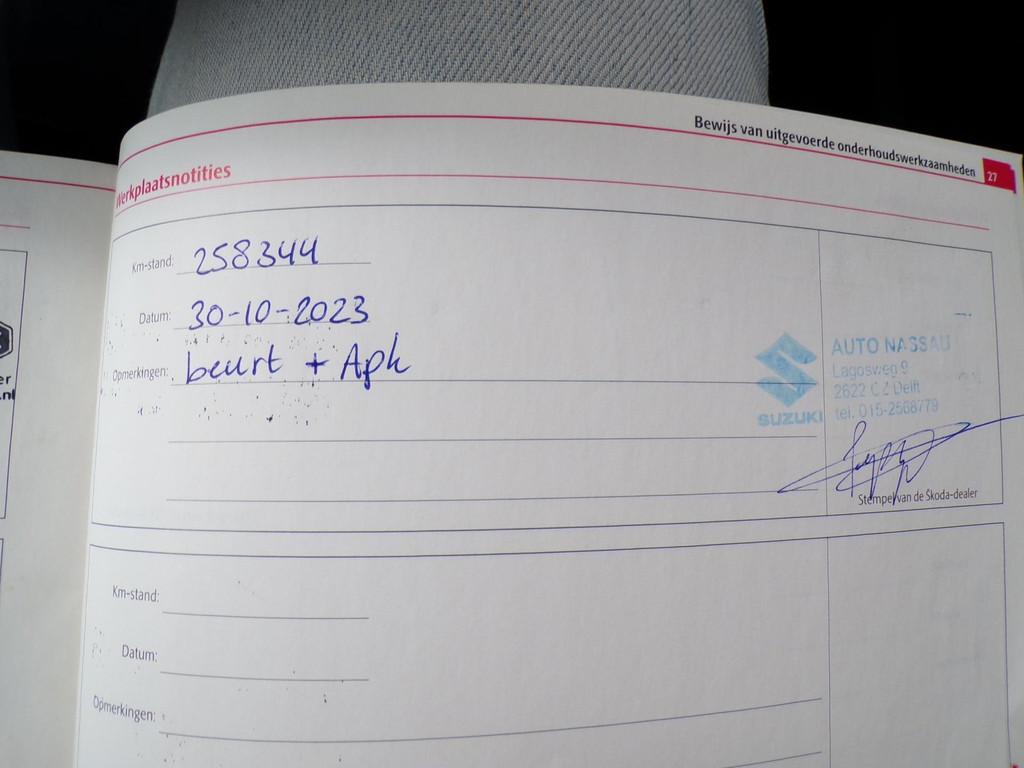 Bewijs van uitgevoerde onderhoudswerkzaamheden 27
Werkplaatsnotities
Km-stand: 258344
Datum: 30-10-2023
Opmerkingen: beurt + Apk
SUZUKI
AUTO NASSAU
Lagosweg 9
2622 CZ Delft
tel. 015-2568779
Stempel van de Škoda-dealer
Km-stand:
Datum:
Opmerkingen: